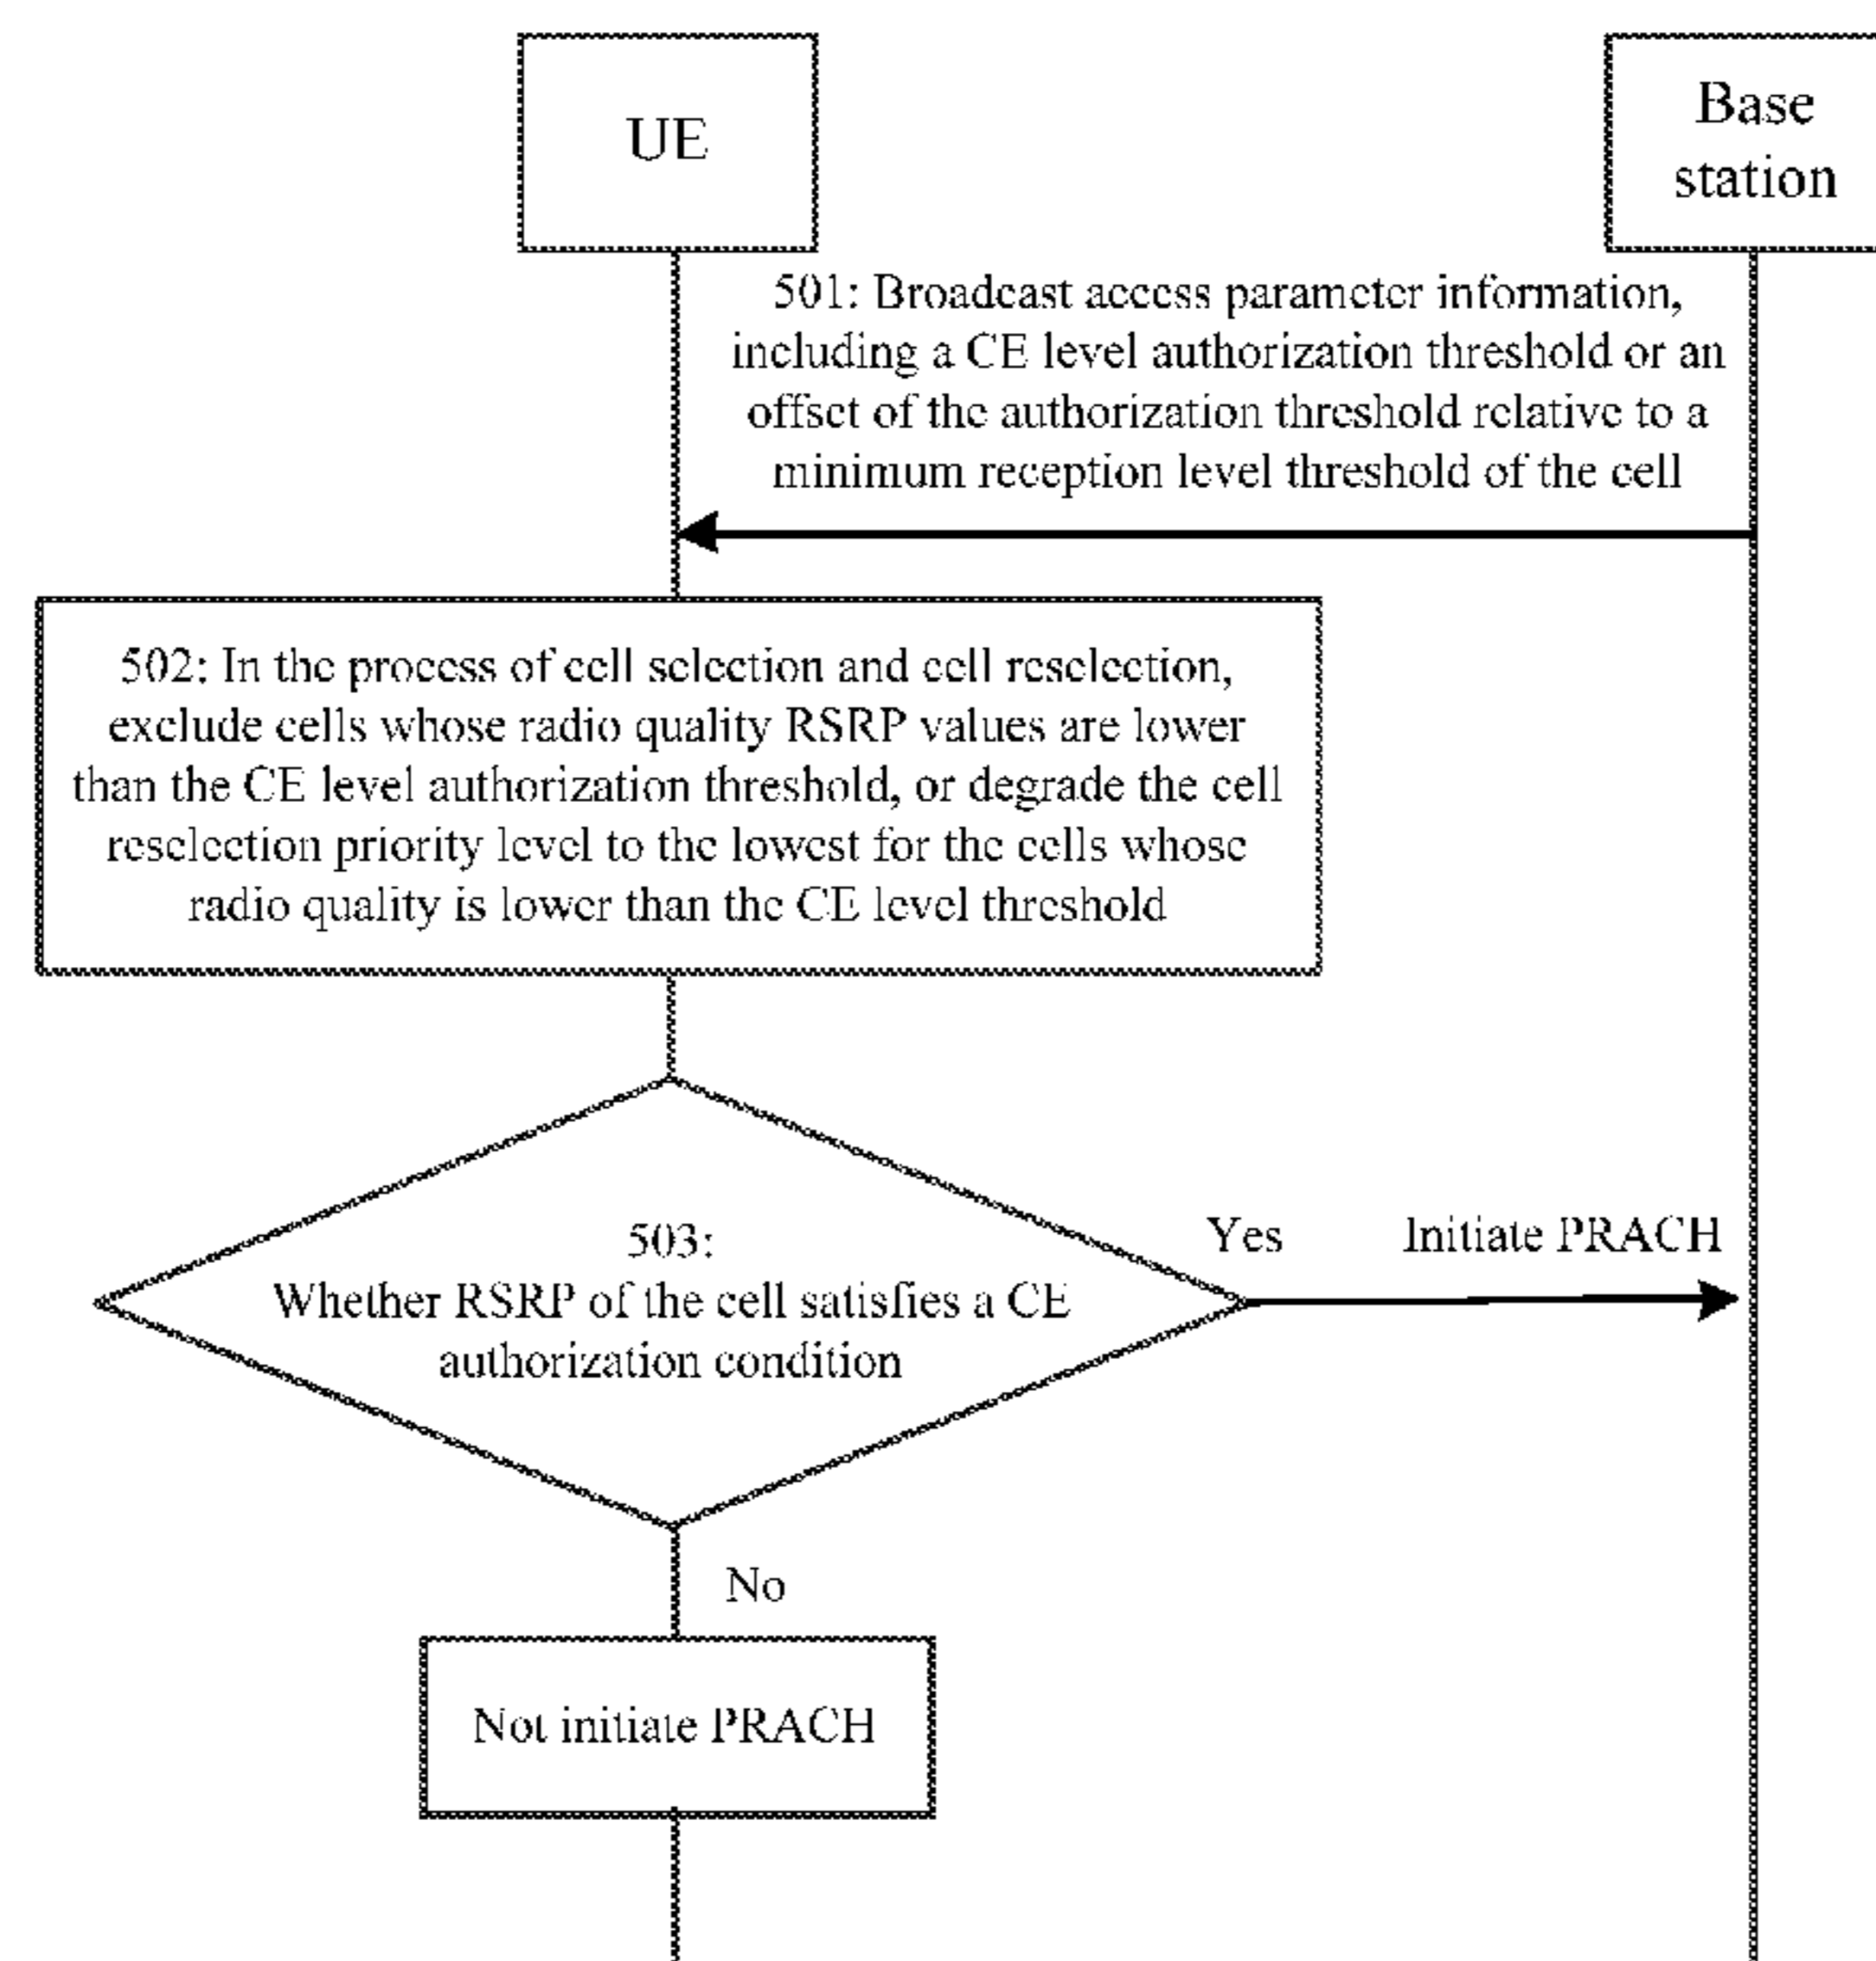 UE
Base
station
501: Broadcast access parameter information,
including a CE level authorization threshold or an
offset of the authorization threshold relative to a
minimum reception level threshold of the cell
502: In the process of cell selection and cell reselection,
exclude cells whose radio quality RSRP values are lower
than the CE level authorization threshold, or degrade the cell
reselection priority level to the lowest for the cells whose
radio quality is lower than the CE level threshold
503:
Whether RSRP of the cell satisfies a CE
authorization condition
Yes
Initiate PRACH
No
Not initiate PRACH